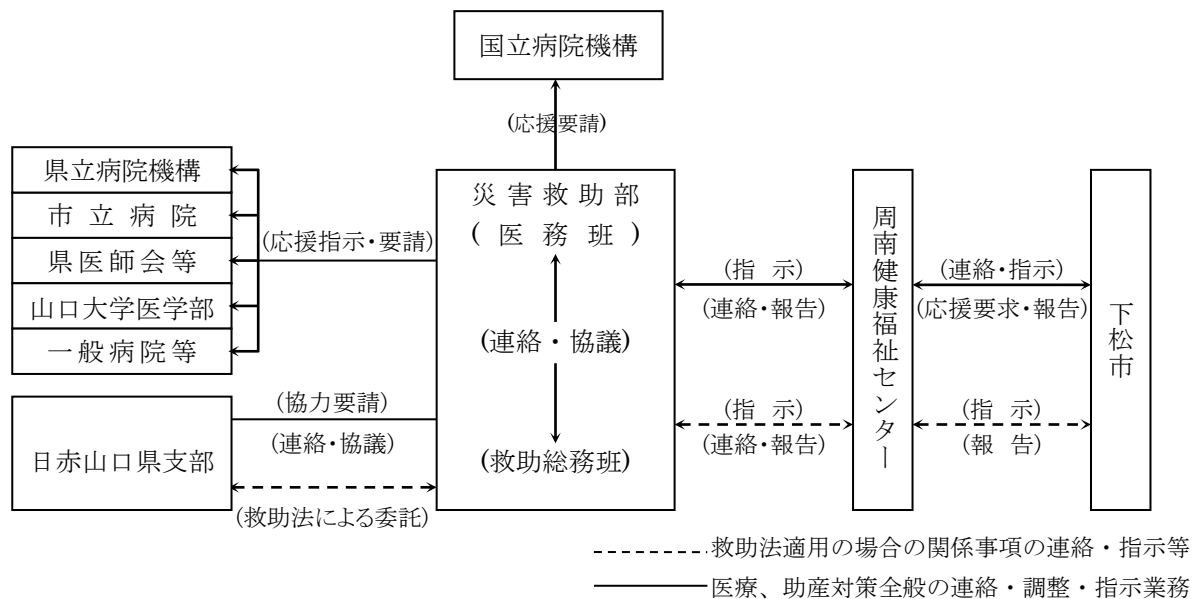 国立病院機構
(応援要請)
県立病院機構
市立病院
県医師会等
山口大学医学部
一般病院等
(応援指示・要請)
日赤山口県支部
(協力要請)
(連絡・協議)
(救助法による委託)
災害救助部
(医務班)
(連絡・協議)
(救助総務班)
(指示)
(連絡・報告)
(指示)
(連絡・報告)
周南健康福祉センター
(連絡・指示)
(応援要求・報告)
(指示)
(報告)
下松市
救助法適用の場合の関係事項の連絡・指示等
医療、助産対策全般の連絡・調整・指示業務